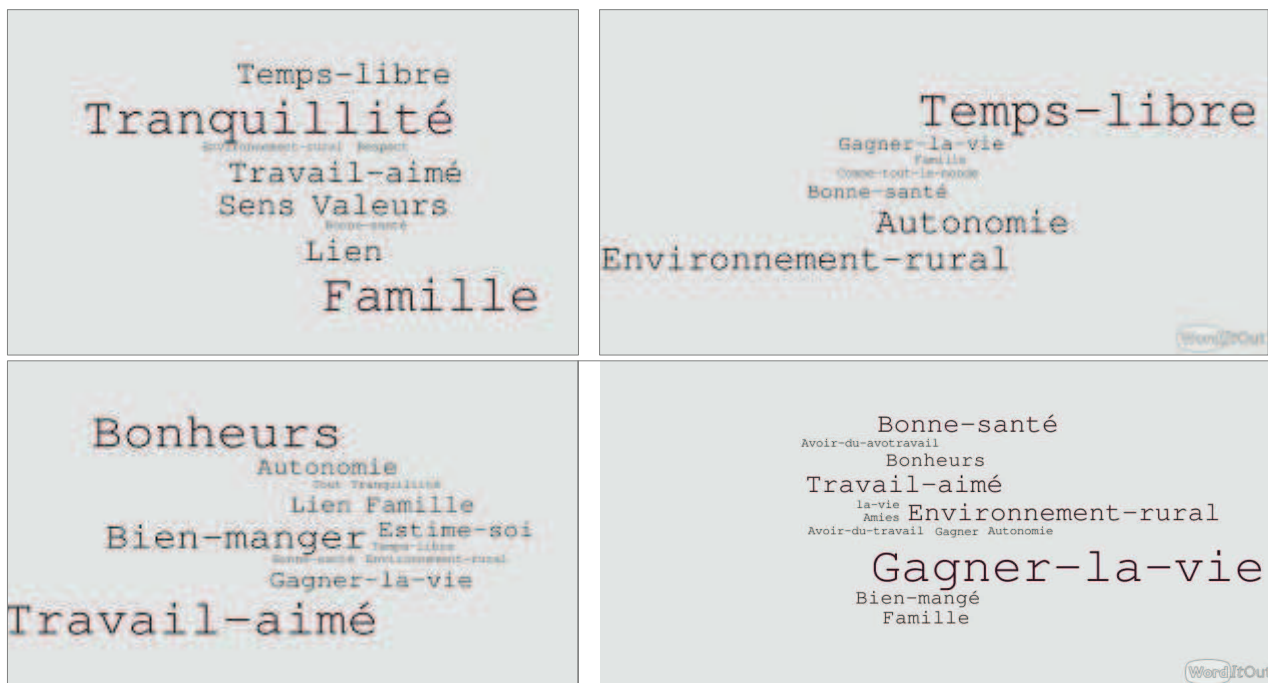 Temps-libre
Tranquillité
Environnement-rural Respect
Travail-aimé
Sens Valeurs
Bonne-santé
Lien
Famille
Temps-libre
Gagner-la-vie
Famille
Comme-tout-le-monde
Bonne-santé
Autonomie
Environnement-rural
WordItOut
Bonheurs
Autonomie
Tout Tranquillité
Lien Famille
Bien-manger Estime-soi
Temps-libre
Bonne-santé Environnement-rural
Gagner-la-vie
Travail-aimé
Bonne-santé
Avoir-du-avotravail
Bonheurs
Travail-aimé
la-vie
Amies Environnement-rural
Avoir-du-travail Gagner Autonomie
Gagner-la-vie
Bien-mangé
Famille
WordItOut